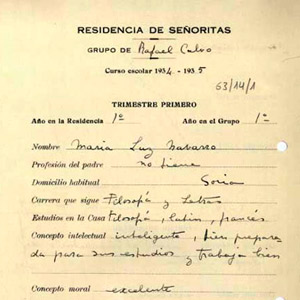 RESIDENCIA DE SEÑORITAS
GRUPO DE Rafael Calvo
Curso escolar 1934 - 1935
63/14/1
TRIMESTRE PRIMERO
Año en la Residencia 1º Año en el Grupo 1º
Nombre María Luz Navarro
Profesión del padre no tiene
Domicilio habitual Soria
Carrera que sigue Filosofía y Letras
Estudios en la Casa Filosofía, latín, francés
Concepto intelectual inteligente, bien prepara
da para sus estudios y trabaja bien
Concepto moral excelente